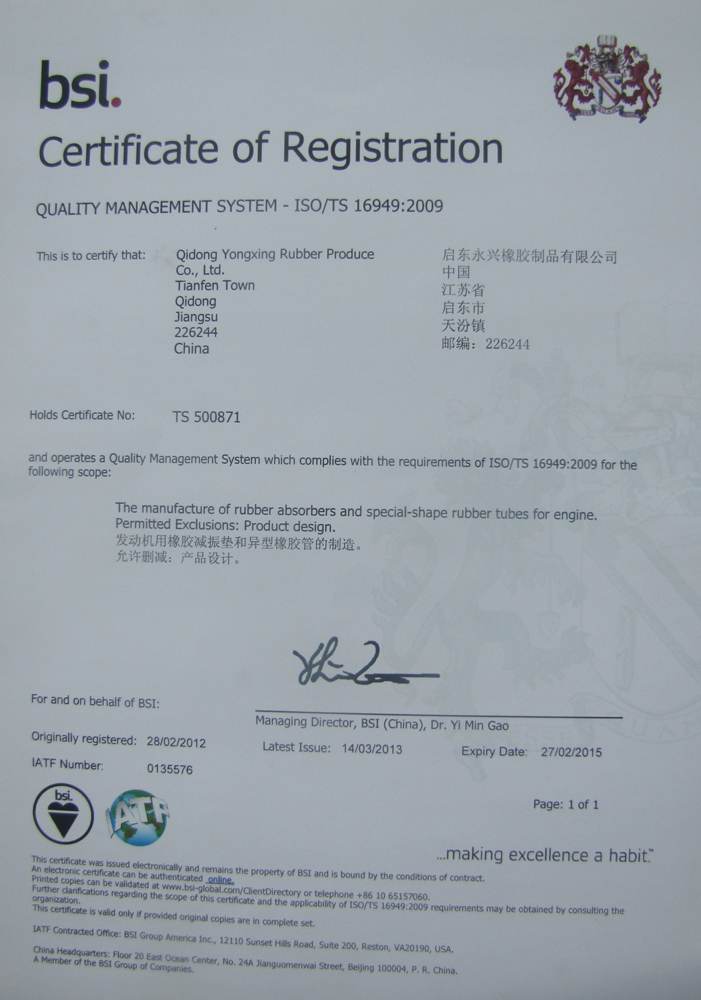 bsi.
Certificate of Registration
QUALITY MANAGEMENT SYSTEM - ISO/TS 16949:2009
This is to certify that:
Qidong Yongxing Rubber Produce
Co., Ltd.
Tianfen Town
Qidong
Jiangsu
226244
China
启东永兴橡胶制品有限公司
中国
江苏省
启东市
天汾镇
邮编：226244
Holds Certificate No: TS 500871
and operates a Quality Management System which complies with the requirements of ISO/TS 16949:2009 for the
following scope:
The manufacture of rubber absorbers and special-shape rubber tubes for engine.
Permitted Exclusions: Product design.
发动机用橡胶减振垫和异型橡胶管的制造。
允许删减：产品设计。
For and on behalf of BSI:
Managing Director, BSI (China), Dr. Yi Min Gao
Originally registered: 28/02/2012 Latest Issue: 14/03/2013 Expiry Date: 27/02/2015
IATF Number: 0135576
Page: 1 of 1
bsi.
IATF
...making excellence a habit.™
This certificate was issued electronically and remains the property of BSI and is bound by the conditions of contract.
An electronic certificate can be authenticated online.
Printed copies can be validated at www.bsi-global.com/ClientDirectory or telephone +86 10 65157060.
Further clarifications regarding the scope of this certificate and the applicability of ISO/TS 16949:2009 requirements may be obtained by consulting the
organization.
This certificate is valid only if provided original copies are in complete set.
IATF Contracted Office: BSI Group America Inc., 12110 Sunset Hills Road, Suite 200, Reston, VA20190, USA.
China Headquarters: Floor 20 East Ocean Center, No. 24A Jianguomenwai Street, Beijing 100004, P. R. China.
A Member of the BSI Group of Companies.